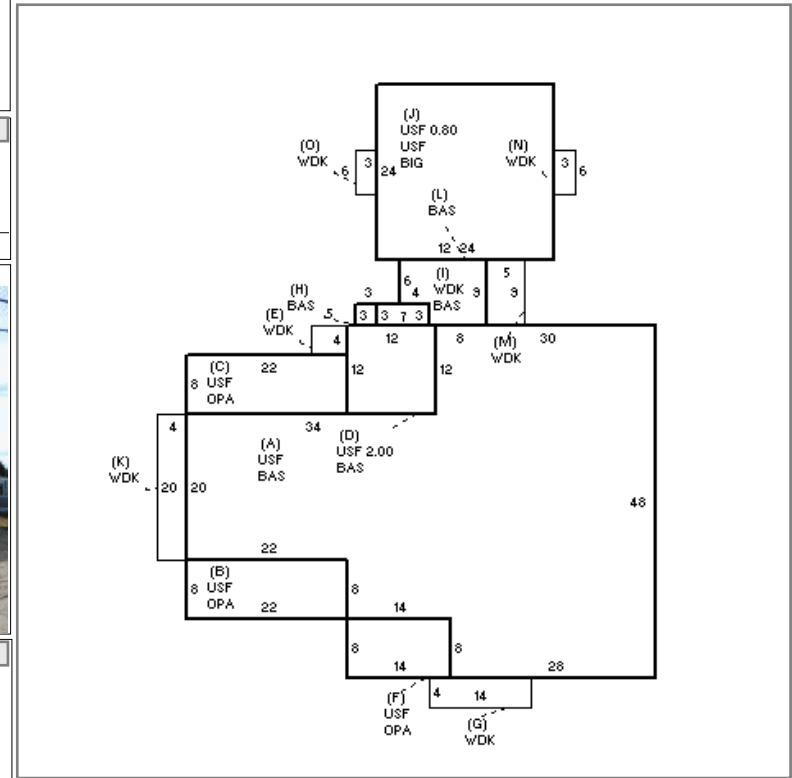 (J)
USF 0.80
USF
BIG
(O)
WDK
6
3
24
(N)
WDK
3
6
(L)
BAS
12 24
(I)
WDK
BAS
6
4
9
5
9
3
(H)
BAS
5
3
3
7
3
(E)
WDK
4
12
8
30
(M)
WDK
(C)
USF
OPA
22
8
12
12
4
34
(A)
USF
BAS
(D)
USF 2.00
BAS
(K)
WDK
20
20
48
22
(B)
USF
OPA
8
22
8
14
8
14
8
28
(F)
USF
OPA
4
14
(G)
WDK